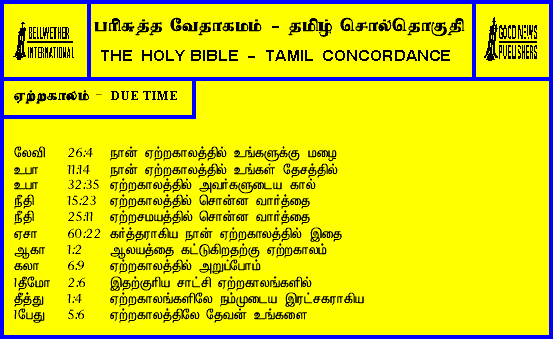 BELLWETHER
INTERNATIONAL
பரிசுத்த வேதாகமம் - தமிழ் சொல்தொகுதி
THE HOLY BIBLE - TAMIL CONCORDANCE
GOOD NEWS
PUBLISHERS
ஏற்றகாலம் - DUE TIME
லேவி 26:4 நான் ஏற்றகாலத்தில் உங்களுக்கு மழை
உபா 11:14 நான் ஏற்றகாலத்தில் உங்கள் தேசத்தில்
உபா 32:35 ஏற்றகாலத்தில் அவர்களுடைய கால்
நீதி 15:23 ஏற்றகாலத்தில் சொன்ன வார்த்தை
நீதி 25:11 ஏற்றசமயத்தில் சொன்ன வார்த்தை
ஏசா 60:22 கர்த்தராகிய நான் ஏற்றகாலத்தில் இதை
ஆகா 1:2 ஆலயத்தை கட்டுகிறதற்கு ஏற்றகாலம்
கலா 6:9 ஏற்றகாலத்தில் அறுப்போம்
1தீமோ 2:6 இதற்குரிய சாட்சி ஏற்றகாலங்களில்
தீத்து 1:4 ஏற்றகாலங்களிலே நம்முடைய இரட்சகராகிய
1பேது 5:6 ஏற்றகாலத்திலே தேவன் உங்களை